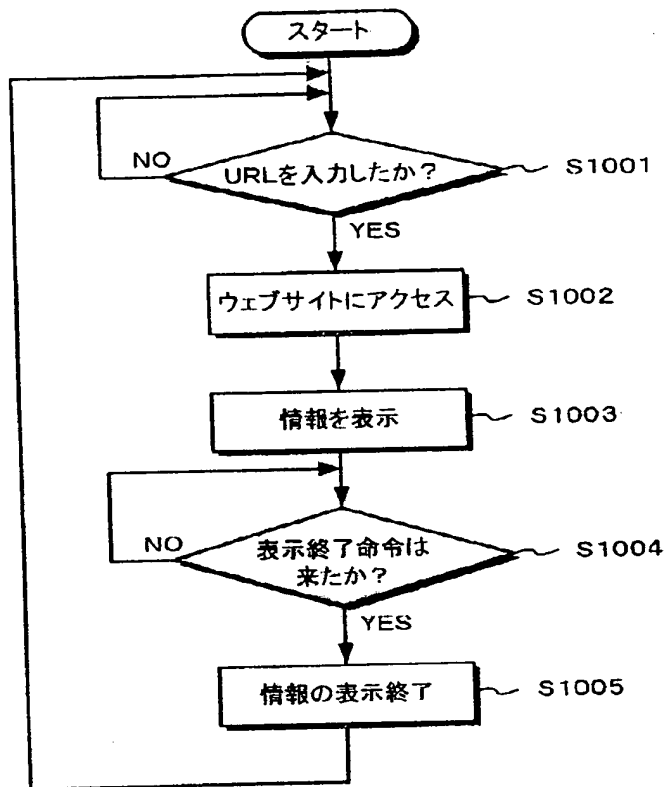 スタート
NO
URLを入力したか?
S1001
YES
ウェブサイトにアクセス
S1002
情報を表示
S1003
NO
表示終了命令は
来たか?
S1004
YES
情報の表示終了
S1005